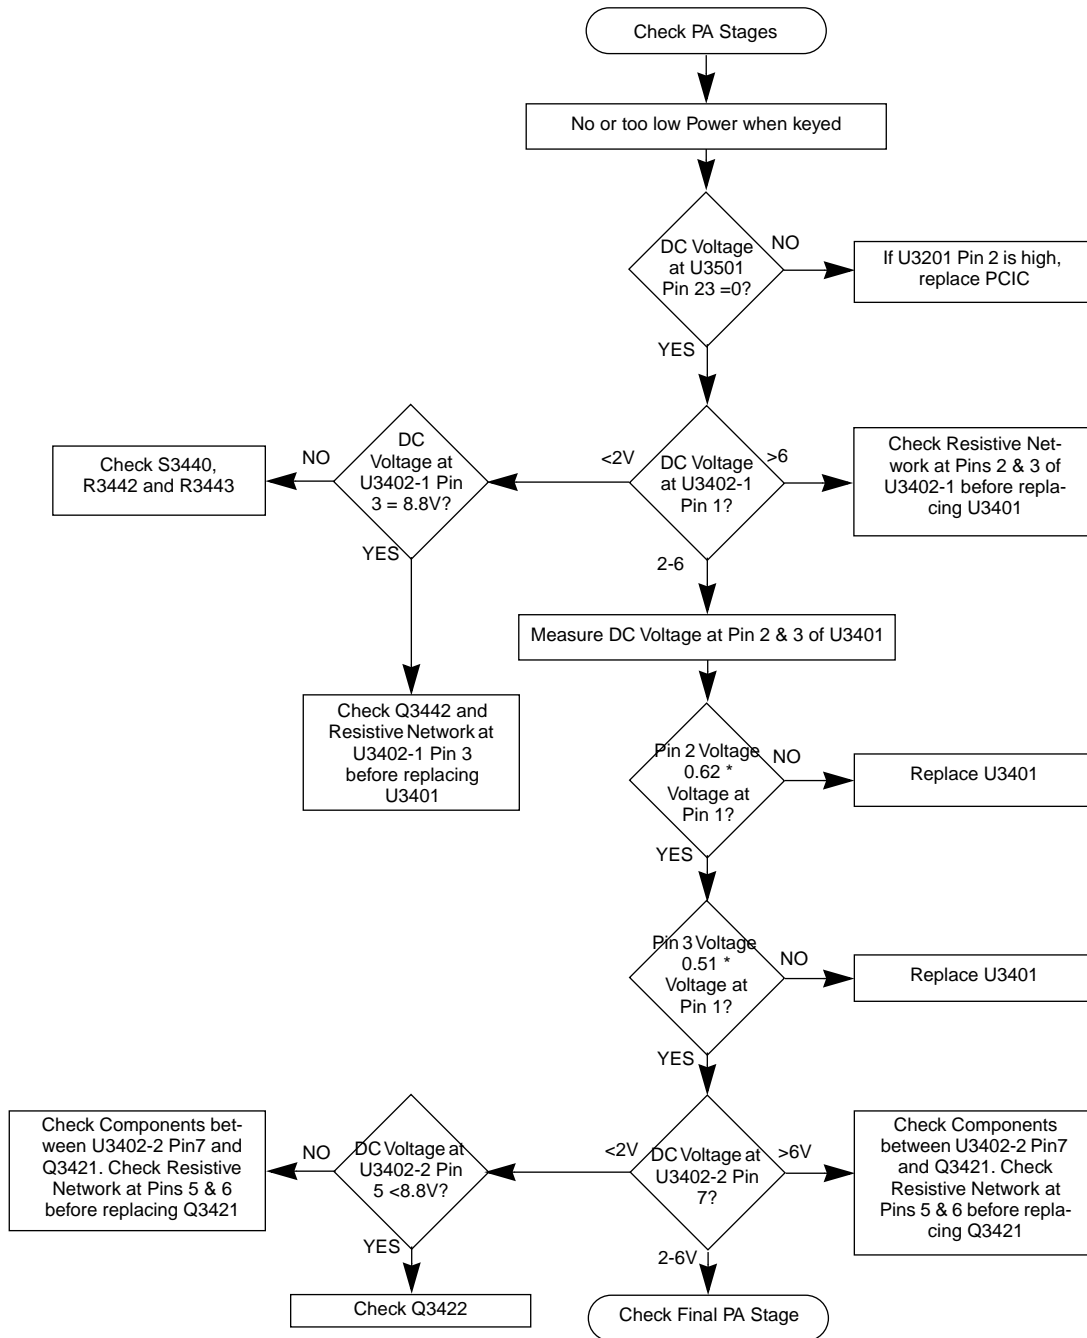 Check PA Stages
No or too low Power when keyed
DC Voltage
at U3501
Pin 23 =0?
NO
If U3201 Pin 2 is high,
replace PCIC
YES
DC Voltage
at U3402-1
Pin 1?
<2V
>6
DC
Voltage at
U3402-1 Pin
3 = 8.8V?
NO
Check S3440,
R3442 and R3443
Check Resistive Net-
work at Pins 2 & 3 of
U3402-1 before repla-
cing U3401
YES
2-6
Measure DC Voltage at Pin 2 & 3 of U3401
Check Q3442 and
Resistive Network at
U3402-1 Pin 3
before replacing
U3401
Pin 2 Voltage
0.62 *
Voltage at
Pin 1?
NO
Replace U3401
YES
Pin 3 Voltage
0.51 *
Voltage at
Pin 1?
NO
Replace U3401
YES
DC Voltage at
U3402-2 Pin
7?
<2V
>6V
DC Voltage at
U3402-2 Pin
5 <8.8V?
NO
Check Components bet-
ween U3402-2 Pin7 and
Q3421. Check Resistive
Network at Pins 5 & 6
before replacing Q3421
Check Components
between U3402-2 Pin7
and Q3421. Check
Resistive Network at
Pins 5 & 6 before repla-
cing Q3421
YES
2-6V
Check Q3422
Check Final PA Stage